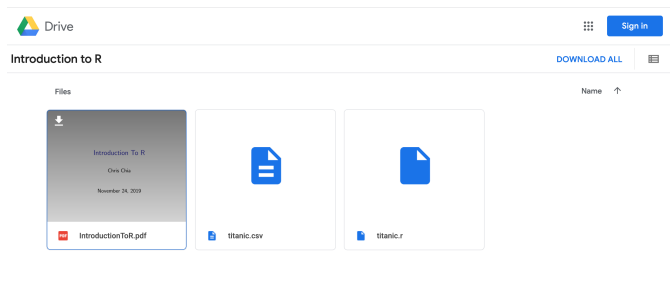 Drive
Sign in
Introduction to R
DOWNLOAD ALL
Files
Name
Introduction To R
Chris Chia
November 24, 2019
PDF
IntroductionToR.pdf
titanic.csv
titanic.r